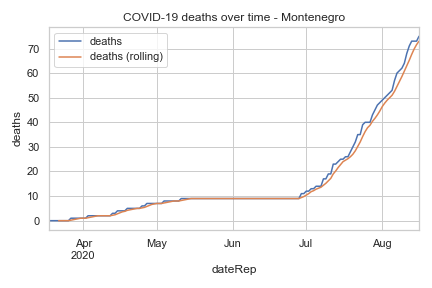 COVID-19 deaths over time - Montenegro
deaths
deaths (rolling)
deaths
70
60
50
40
30
20
10
0
Apr May Jun Jul Aug
2020
dateRep